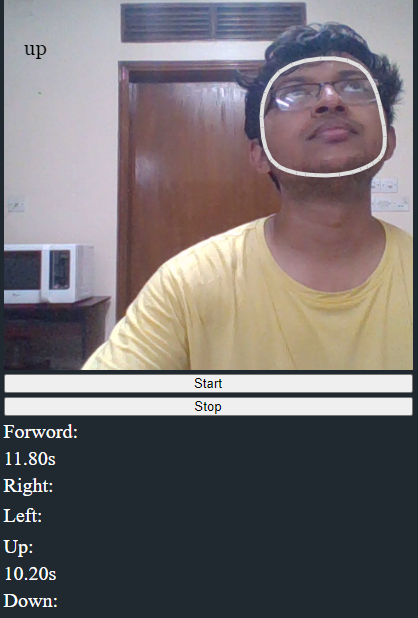 up
Start
Stop
Forword:
11.80s
Right:
Left:
Up:
10.20s
Down: